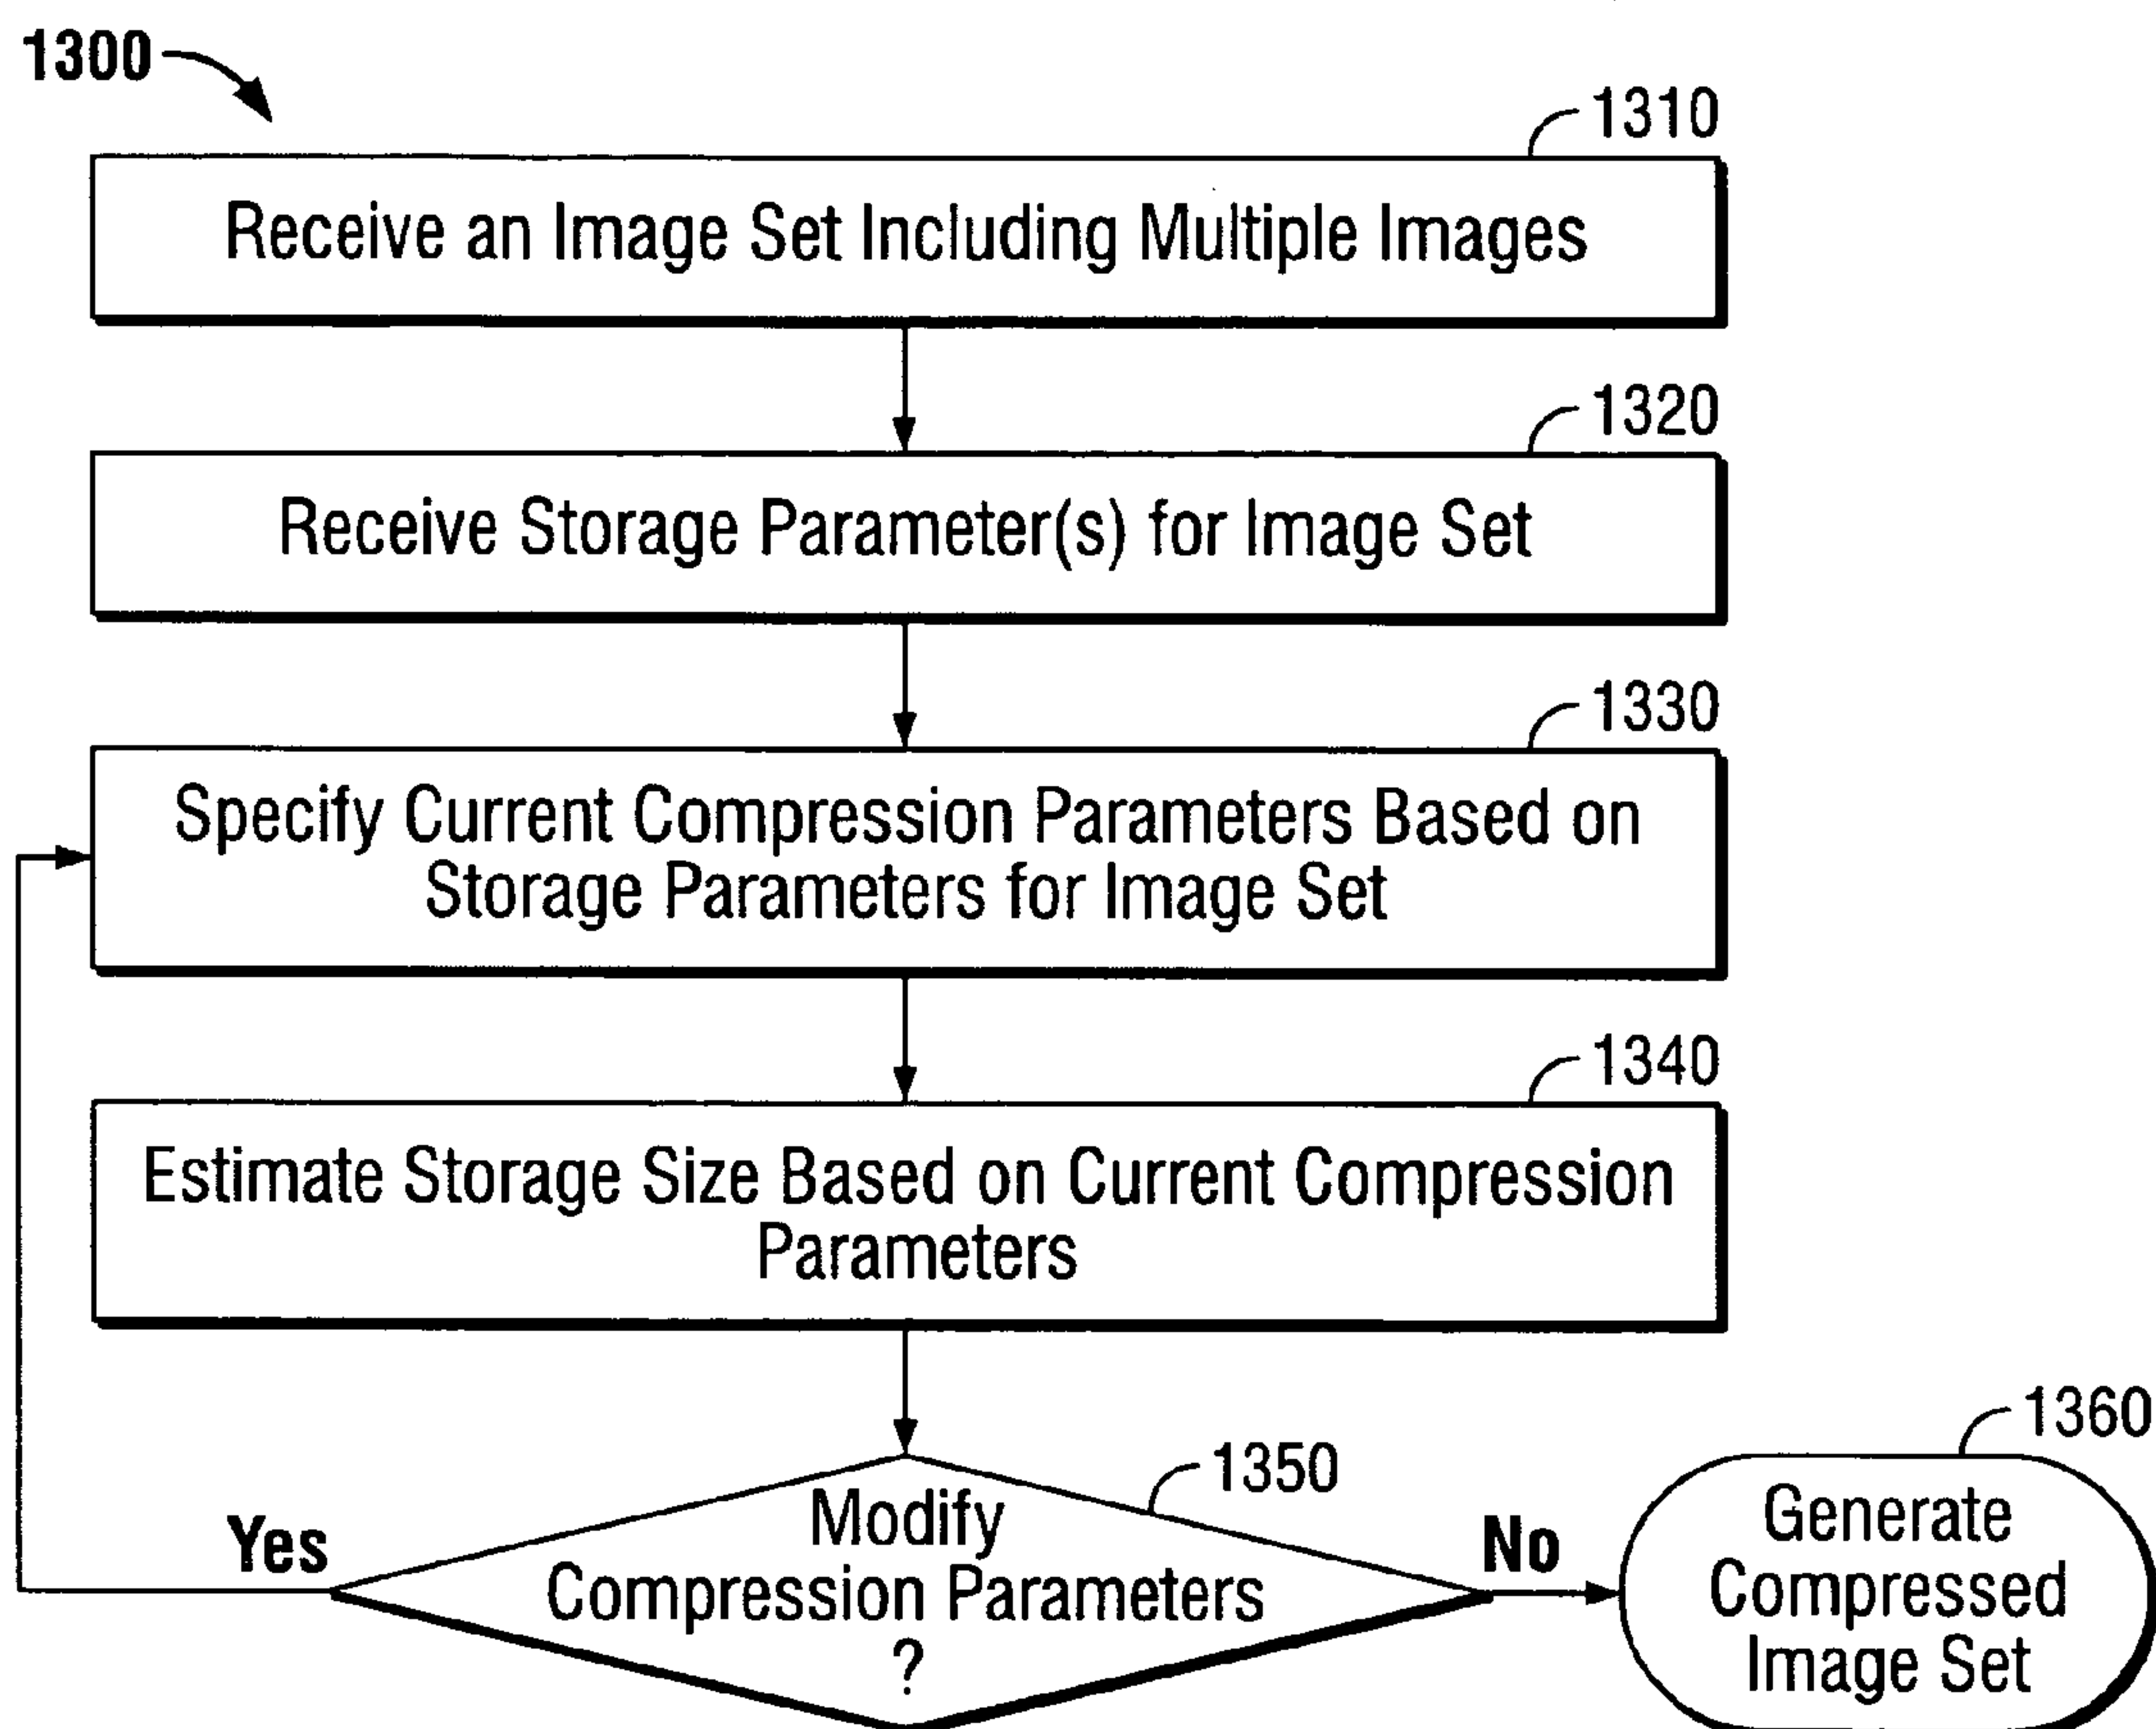 1300
1310
Receive an Image Set Including Multiple Images
1320
Receive Storage Parameter(s) for Image Set
1330
Specify Current Compression Parameters Based on
Storage Parameters for Image Set
1340
Estimate Storage Size Based on Current Compression
Parameters
1350
Modify
Compression Parameters
?
Yes
No
1360
Generate
Compressed
Image Set